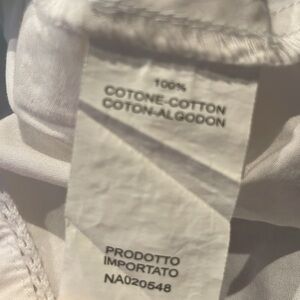 100%
COTONE-COTTON
COTON-ALGODON
PRODOTTO
IMPORTATO
NA020548